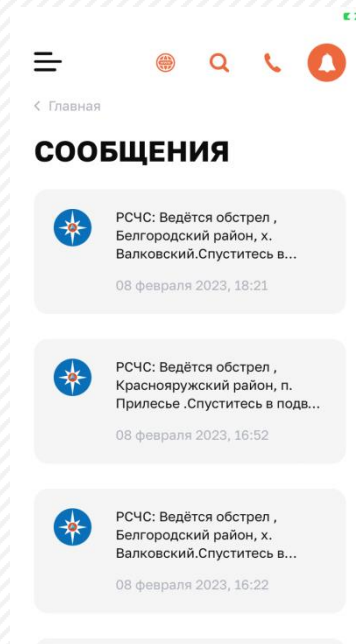 Главная
СООБЩЕНИЯ
РСЧС: Ведётся обстрел ,
Белгородский район, х.
Валковский.Спуститесь в...
08 февраля 2023, 18:21
РСЧС: Ведётся обстрел ,
Краснояружский район, п.
Прилесье .Спуститесь в подв...
08 февраля 2023, 16:52
РСЧС: Ведётся обстрел ,
Белгородский район, х.
Валковский.Спуститесь в...
08 февраля 2023, 16:22